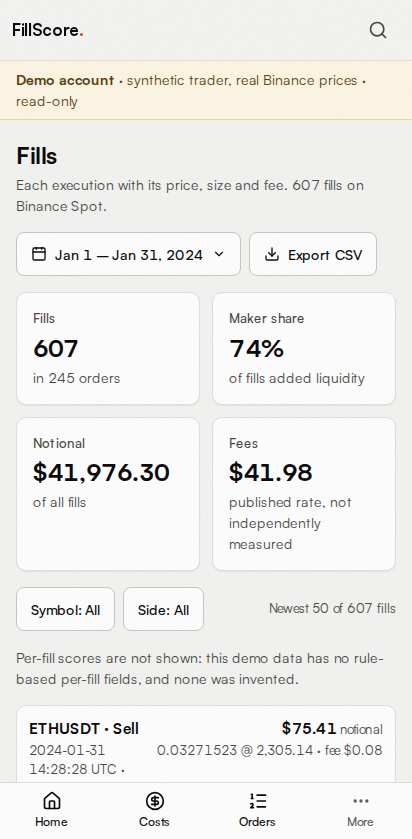 FillScore.
Demo account · synthetic trader, real Binance prices ·
read-only
Fills
Each execution with its price, size and fee. 607 fills on
Binance Spot.
Jan 1 — Jan 31, 2024
Export CSV
Fills
607
in 245 orders
Maker share
74%
of fills added liquidity
Notional
$41,976.30
of all fills
Fees
$41.98
published rate, not
independently
measured
Symbol: All
Side: All
Newest 50 of 607 fills
Per-fill scores are not shown: this demo data has no rule-
based per-fill fields, and none was invented.
ETHUSDT · Sell
$75.41 notional
2024-01-31
0.03271523 @ 2,305.14 · fee $0.08
14:28:28 UTC ·
Home
Costs
Orders
More